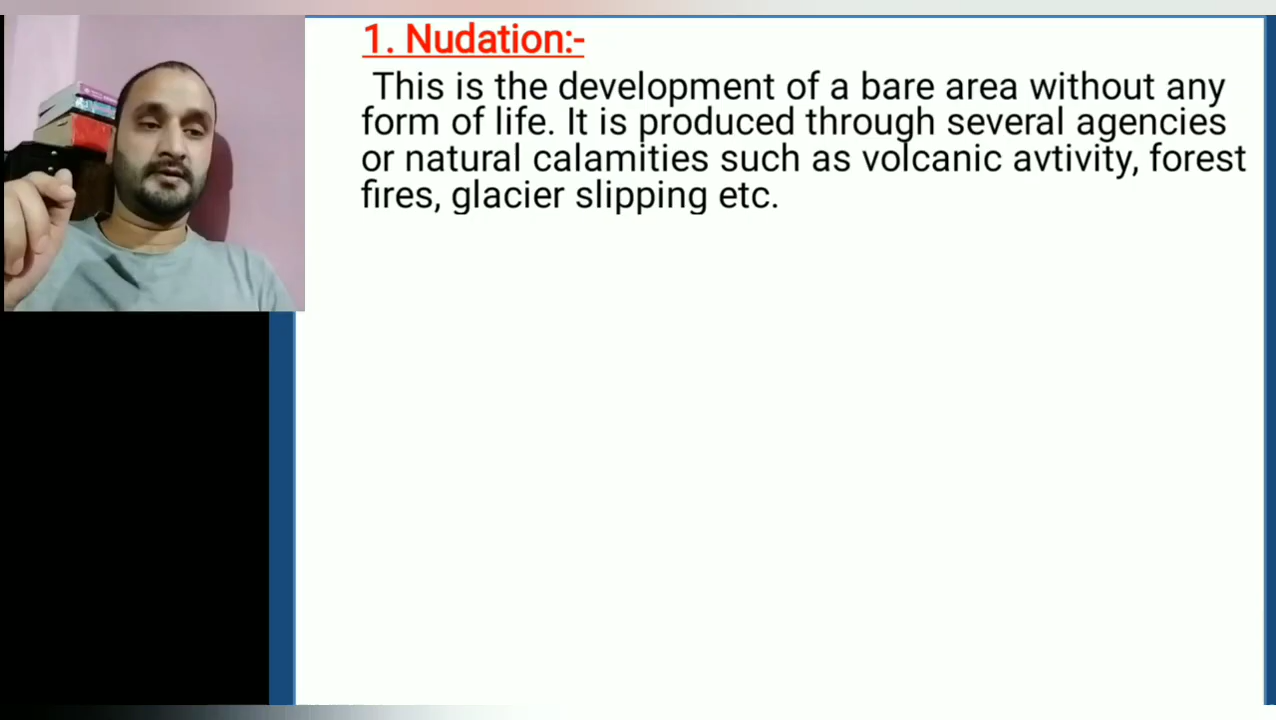 1. Nudation:-
This is the development of a bare area without any
form of life. It is produced through several agencies
or natural calamities such as volcanic avtivity, forest
fires, glacier slipping etc.